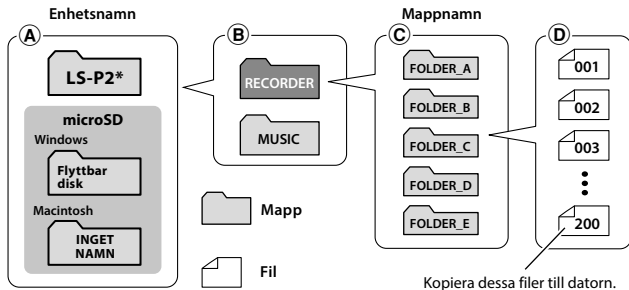 Enhetsnamn
Mappnamn
A
LS-P2*
microSD
Windows
Flyttbar
disk
Macintosh
INGET
NAMN
B
RECORDER
MUSIC
Mapp
Fil
C
FOLDER_A
FOLDER_B
FOLDER_C
FOLDER_D
FOLDER_E
D
001
002
003
200
Kopiera dessa filer till datorn.